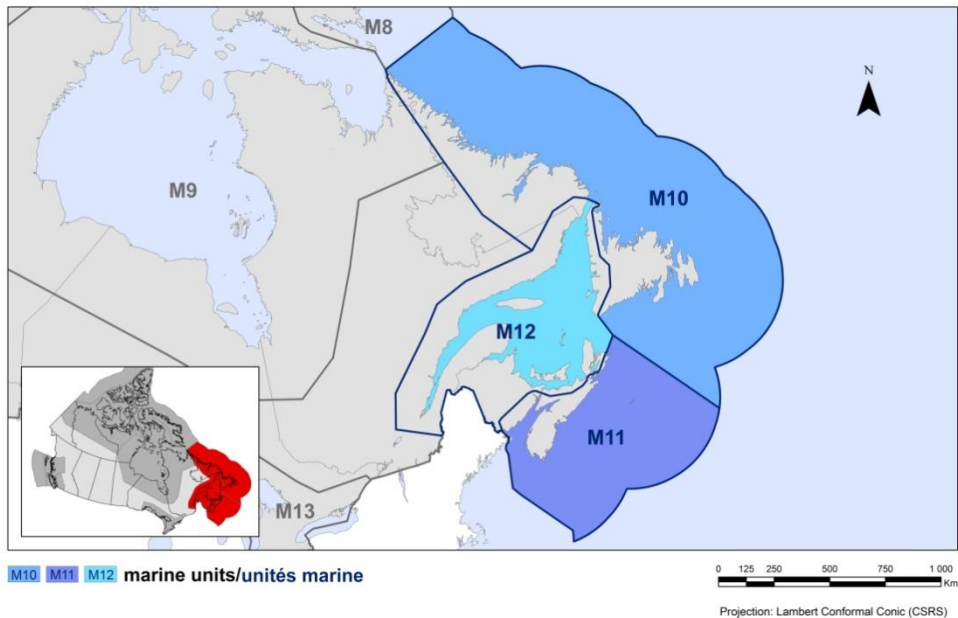 M8
N
M9
M10
M12
M11
M13
M10 M11 M12 marine units/unités marine
0 125 250 500 750 1 000
Km
Projection: Lambert Conformal Conic (CSRS)